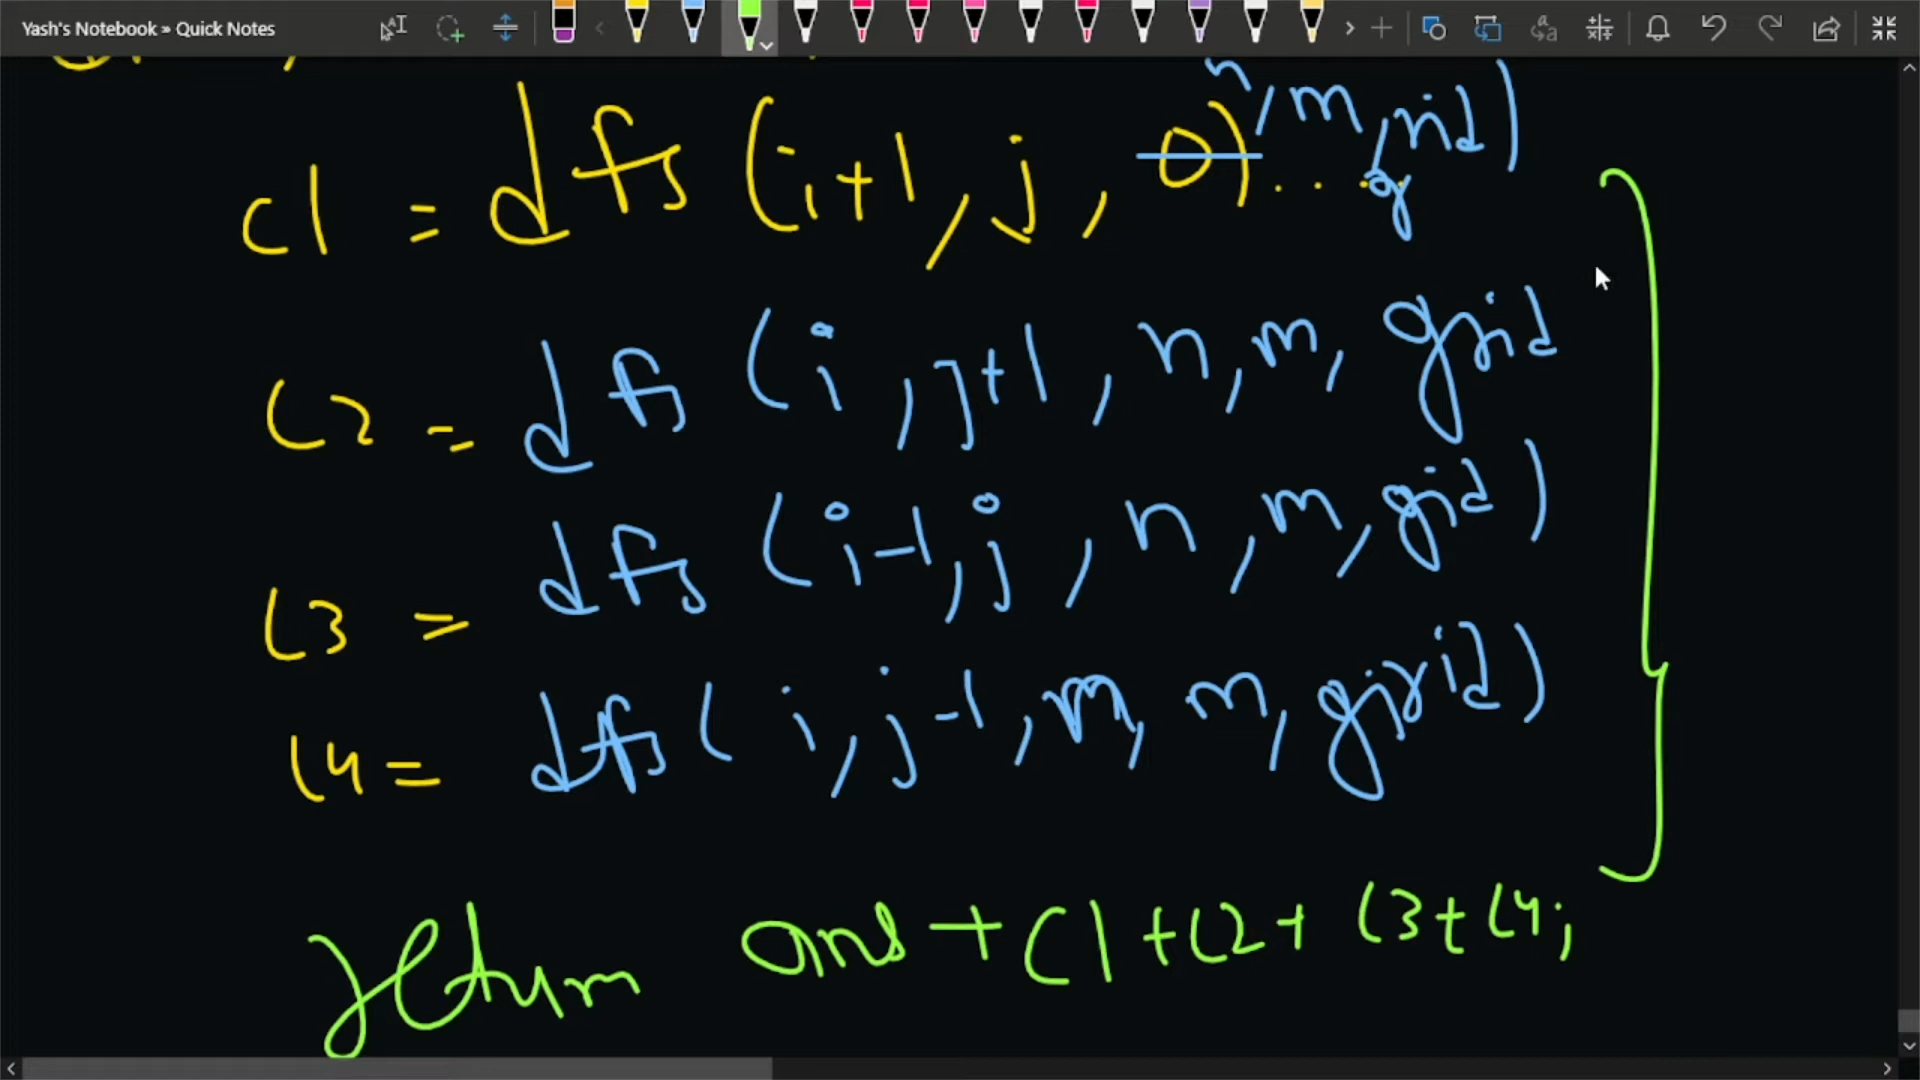 Yash's Notebook » Quick Notes
n, m, grid)
c1 = dfs (i+1, j, 0) . . .
c2 = dfs (i, j+1, n, m, grid
c3 = dfs (i-1, j, n, m, grid)
c4 = dfs (i, j-1, m, m, girid)
return ans + c1 + c2 + c3 + c4;